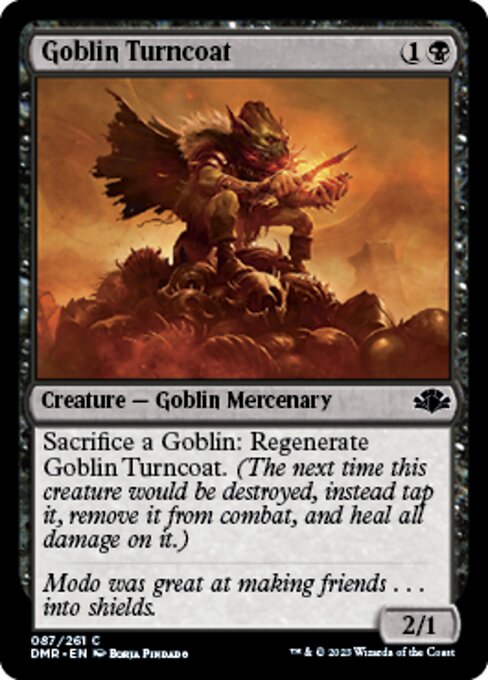 Goblin Turncoat 1
Creature — Goblin Mercenary
Sacrifice a Goblin: Regenerate
Goblin Turncoat. (The next time this
creature would be destroyed, instead tap
it, remove it from combat, and heal all
damage on it.)
Modo was great at making friends . . .
into shields.
2/1
087/261 C
DMR • EN Borja Pindado
™ & © 2023 Wizards of the Coast